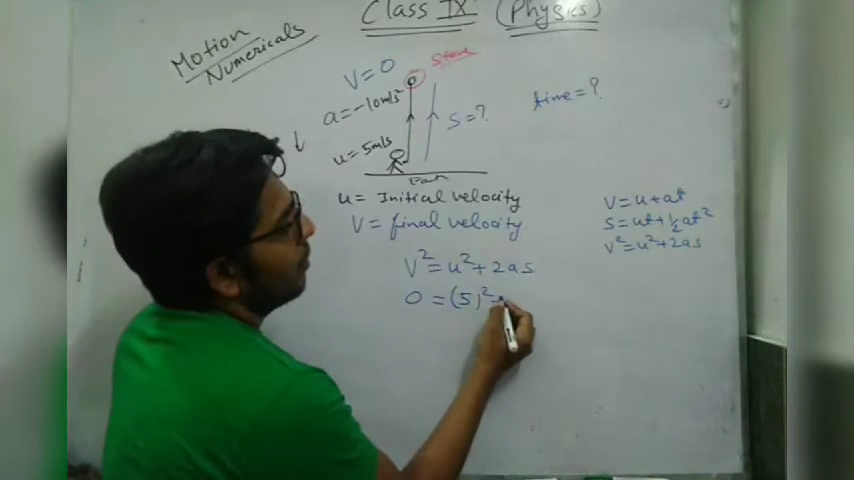 Class IX (Physics)
Motion
Numericals
Stone
V = 0
a = -10m/s²
S = ?
time = ?
u = 5m/s
u = Initial velocity
V = final velocity
V = u + at
S = ut + ½at²
V² = u² + 2as
V² = u² + 2as
0 = (5)²